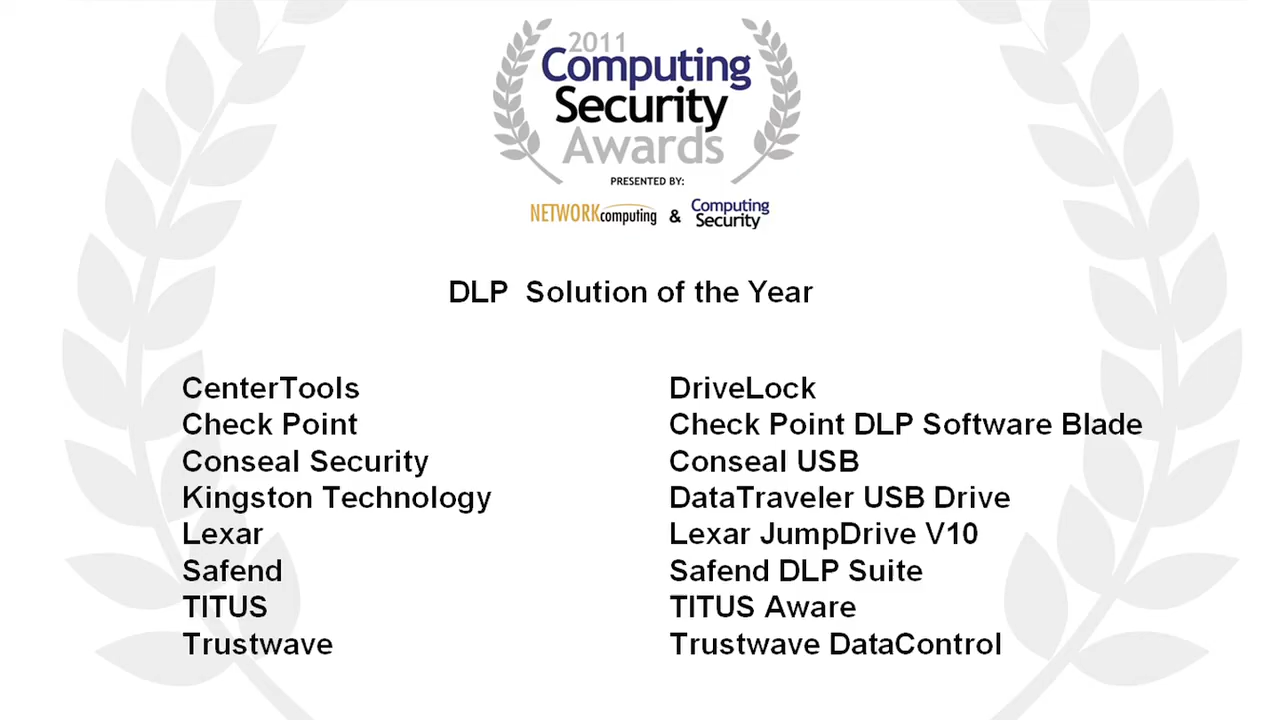 2011
Computing
Security
Awards
PRESENTED BY:
NETWORKcomputing & Computing Security
DLP Solution of the Year
CenterTools DriveLock
Check Point Check Point DLP Software Blade
Conseal Security Conseal USB
Kingston Technology DataTraveler USB Drive
Lexar Lexar JumpDrive V10
Safend Safend DLP Suite
TITUS TITUS Aware
Trustwave Trustwave DataControl